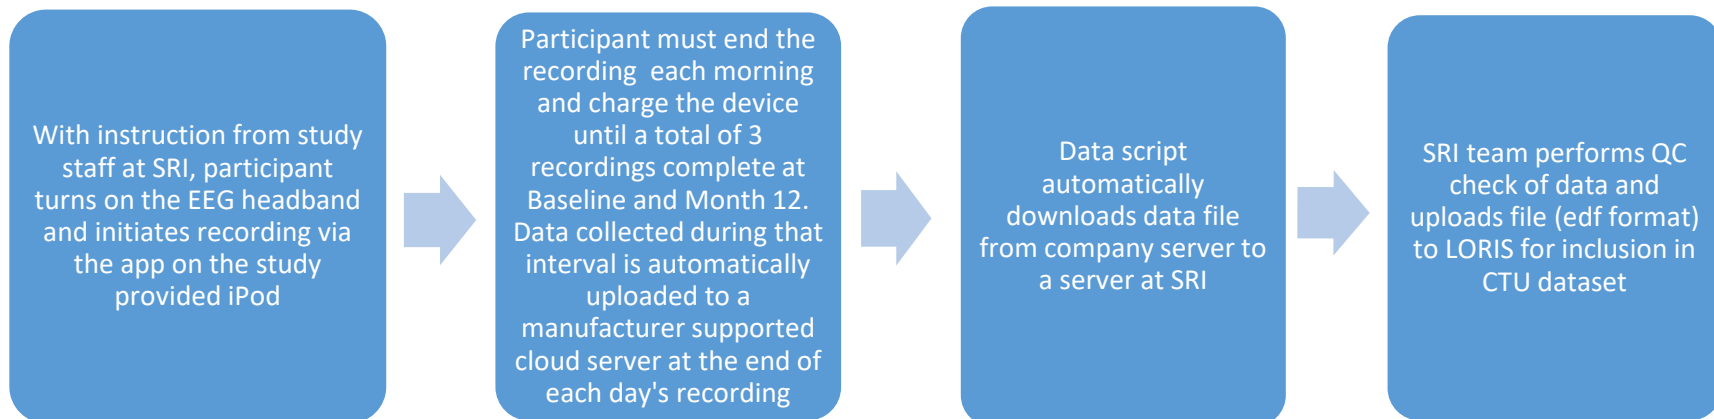 With instruction from study
staff at SRI, participant
turns on the EEG headband
and initiates recording via
the app on the study
provided iPod
Participant must end the
recording  each morning
and charge the device
until a total of 3
recordings complete at
Baseline and Month 12.
Data collected during that
interval is automatically
uploaded to a
manufacturer supported
cloud server at the end of
each day's recording
Data script
automatically
downloads data file
from company server to
a server at SRI
SRI team performs QC
check of data and
uploads file (edf format)
to LORIS for inclusion in
CTU dataset